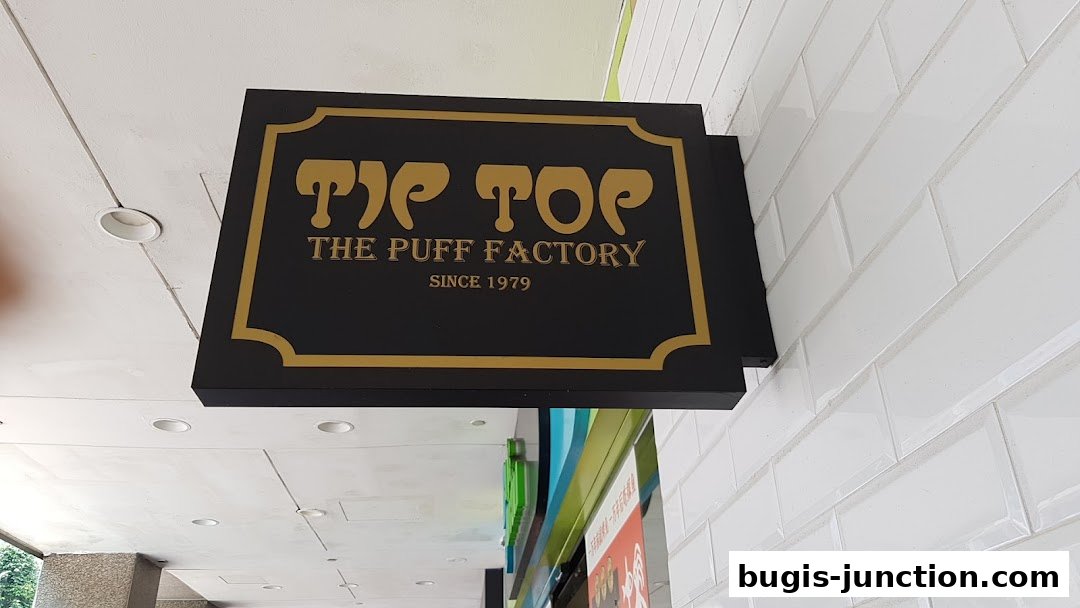 TIP TOP
THE PUFF FACTORY
SINCE 1979
bugis-junction.com